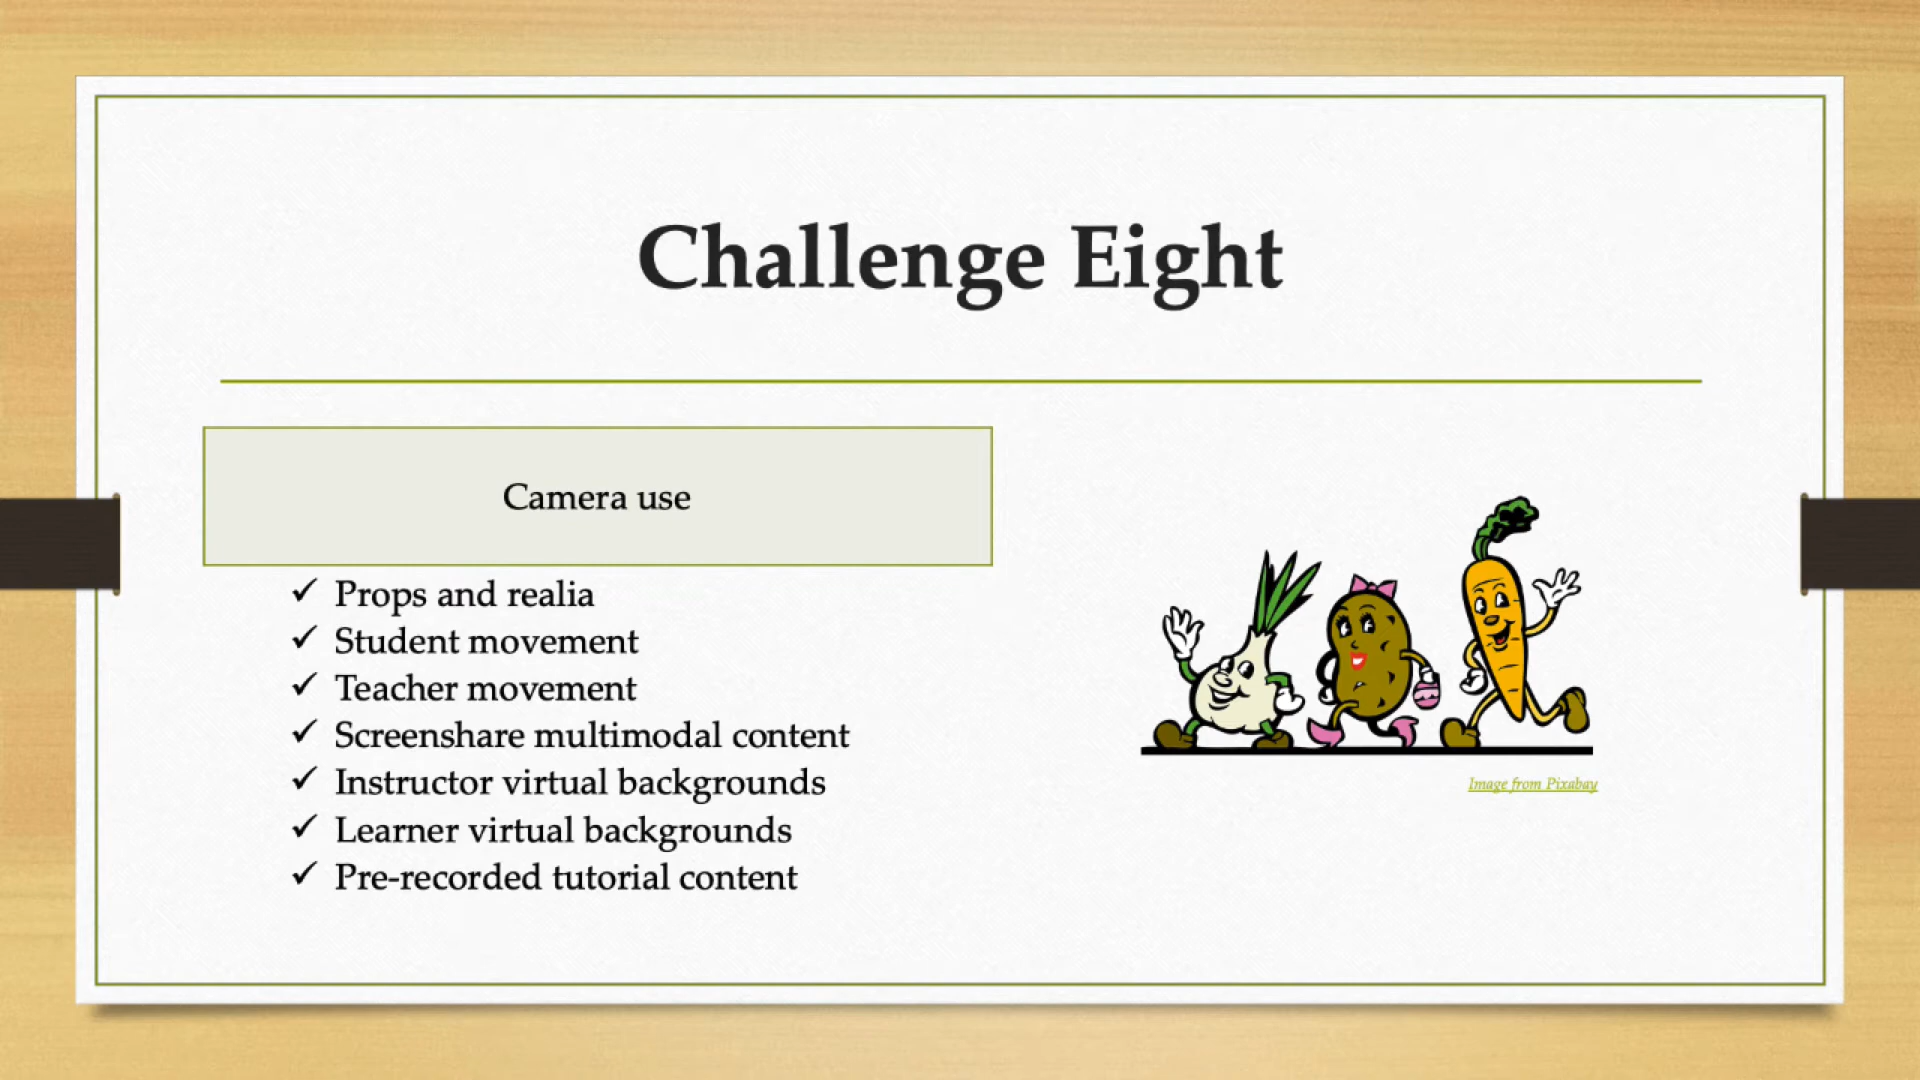 Challenge Eight
Camera use
✓ Props and realia
✓ Student movement
✓ Teacher movement
✓ Screenshare multimodal content
✓ Instructor virtual backgrounds
✓ Learner virtual backgrounds
✓ Pre-recorded tutorial content
Image from Pixabay